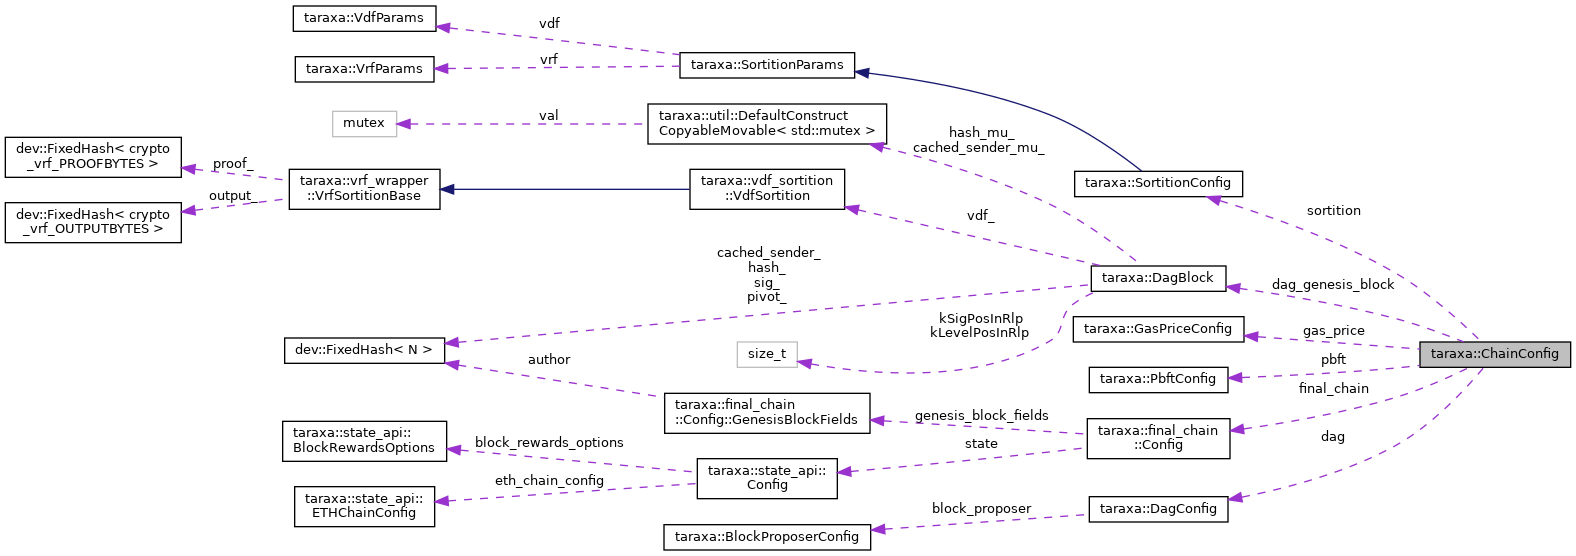 taraxa::VdfParams
vdf
taraxa::VrfParams
vrf
taraxa::SortitionParams
mutex
val
taraxa::util::DefaultConstruct
CopyableMovable< std::mutex >
hash_mu_
cached_sender_mu_
dev::FixedHash< crypto
_vrf_PROOFBYTES >
proof_
taraxa::vrf_wrapper
::VrfSortitionBase
taraxa::vdf_sortition
::VdfSortition
taraxa::SortitionConfig
sortition
dev::FixedHash< crypto
_vrf_OUTPUTBYTES >
output_
vdf_
cached_sender_
hash_
sig_
pivot_
taraxa::DagBlock
dag_genesis_block
kSigPosInRlp
kLevelPosInRlp
taraxa::GasPriceConfig
gas_price
dev::FixedHash< N >
author
size_t
taraxa::ChainConfig
pbft
taraxa::PbftConfig
final_chain
taraxa::final_chain
::Config::GenesisBlockFields
genesis_block_fields
taraxa::final_chain
::Config
dag
taraxa::state_api::
BlockRewardsOptions
block_rewards_options
state
taraxa::state_api::
Config
eth_chain_config
taraxa::state_api::
ETHChainConfig
block_proposer
taraxa::DagConfig
taraxa::BlockProposerConfig